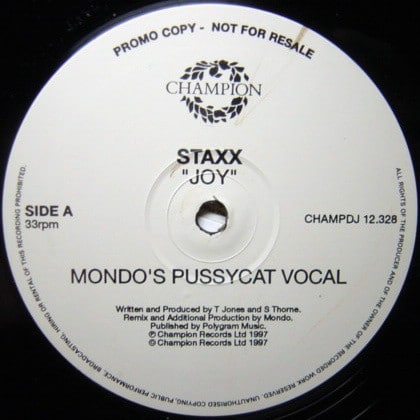 PROMO COPY - NOT FOR RESALE
CHAMPION
STAXX
"JOY"
SIDE A
33rpm
CHAMPDJ 12.328
MONDO'S PUSSYCAT VOCAL
Written and Produced by T Jones and S Thorne.
Remix and Additional Production by Mondo.
Published by Polygram Music.
℗ Champion Records Ltd 1997
© Champion Records Ltd 1997
ALL RIGHTS OF THE PRODUCER AND OF THE OWNER OF THE WORK RESERVED. UNAUTHORISED COPYING, PUBLIC PERFORMANCE, BROADCASTING, HIRING OR RENTAL OF THIS RECORDING PROHIBITED.